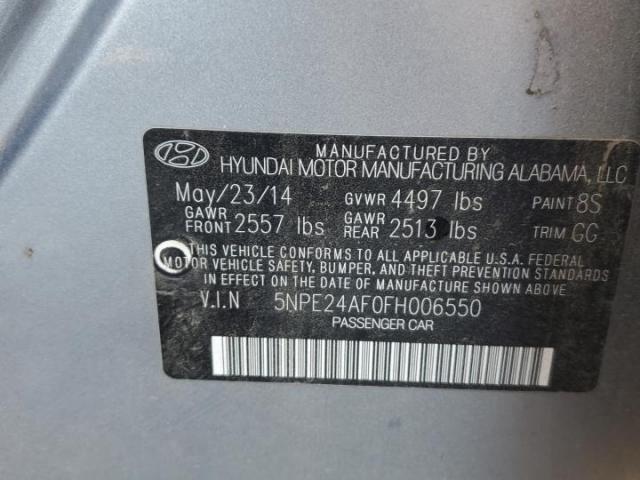 MANUFACTURED BY
HYUNDAI MOTOR MANUFACTURING ALABAMA, LLC
May/23/14 GVWR 4497 lbs PAINT 8S
GAWR FRONT 2557 lbs GAWR REAR 2513 lbs TRIM GG
THIS VEHICLE CONFORMS TO ALL APPLICABLE U.S.A. FEDERAL
MOTOR VEHICLE SAFETY, BUMPER, AND THEFT PREVENTION STANDARDS
IN EFFECT ON THE DATE OF MANUFACTURE SHOWN ABOVE.
V.I.N 5NPE24AF0FH006550
PASSENGER CAR